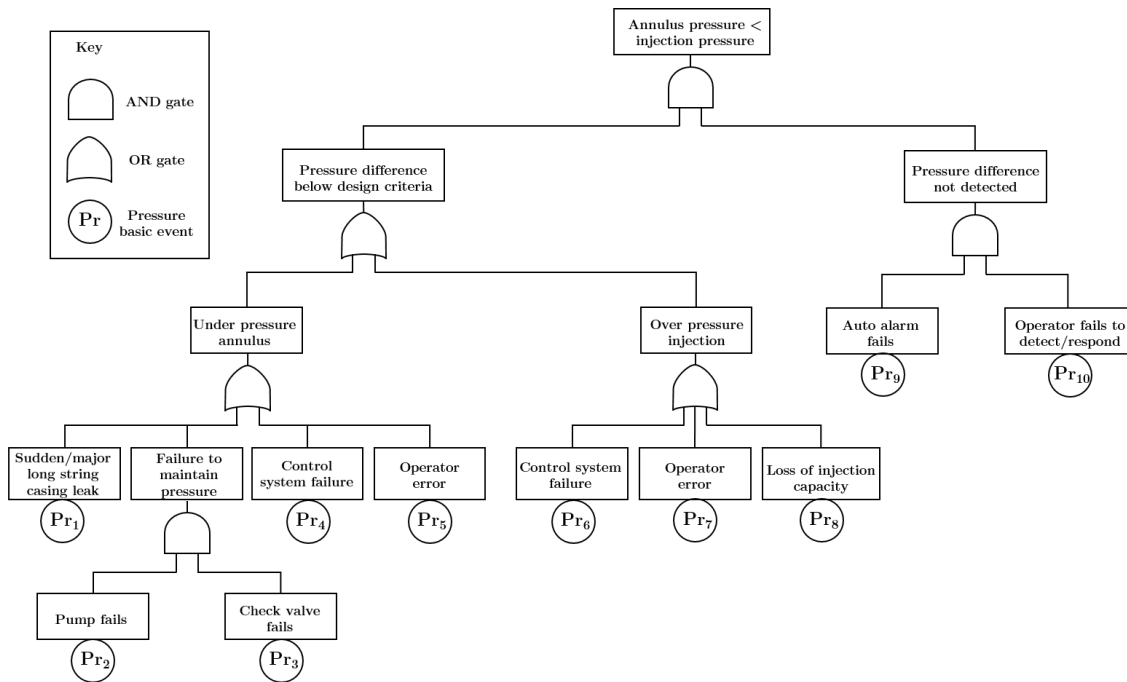 Key
AND gate
OR gate
Pr
Pressure
basic event
Annulus pressure <
injection pressure
Pressure difference
below design criteria
Pressure difference
not detected
Under pressure
annulus
Over pressure
injection
Auto alarm
fails
Pr9
Operator fails to
detect/respond
Pr10
Sudden/major
long string
casing leak
Pr1
Failure to
maintain
pressure
Control
system failure
Pr4
Operator
error
Pr5
Control system
failure
Pr6
Operator
error
Pr7
Loss of injection
capacity
Pr8
Pump fails
Pr2
Check valve
fails
Pr3